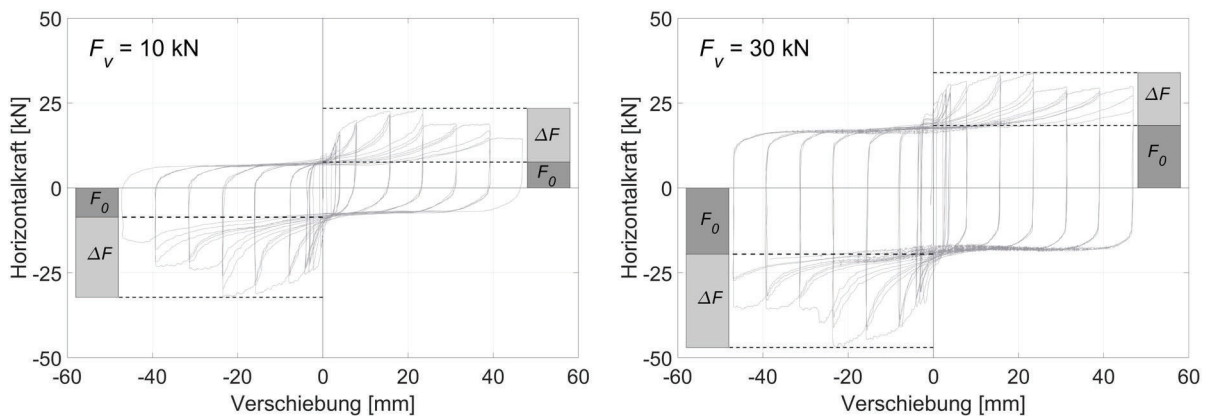 F_v = 10 kN
50
25
0
-25
-50
Horizontalkraft [kN]
ΔF
F_0
F_0
ΔF
-60 -40 -20 0 20 40 60
Verschiebung [mm]
F_v = 30 kN
50
25
0
-25
-50
Horizontalkraft [kN]
ΔF
F_0
F_0
ΔF
-60 -40 -20 0 20 40 60
Verschiebung [mm]